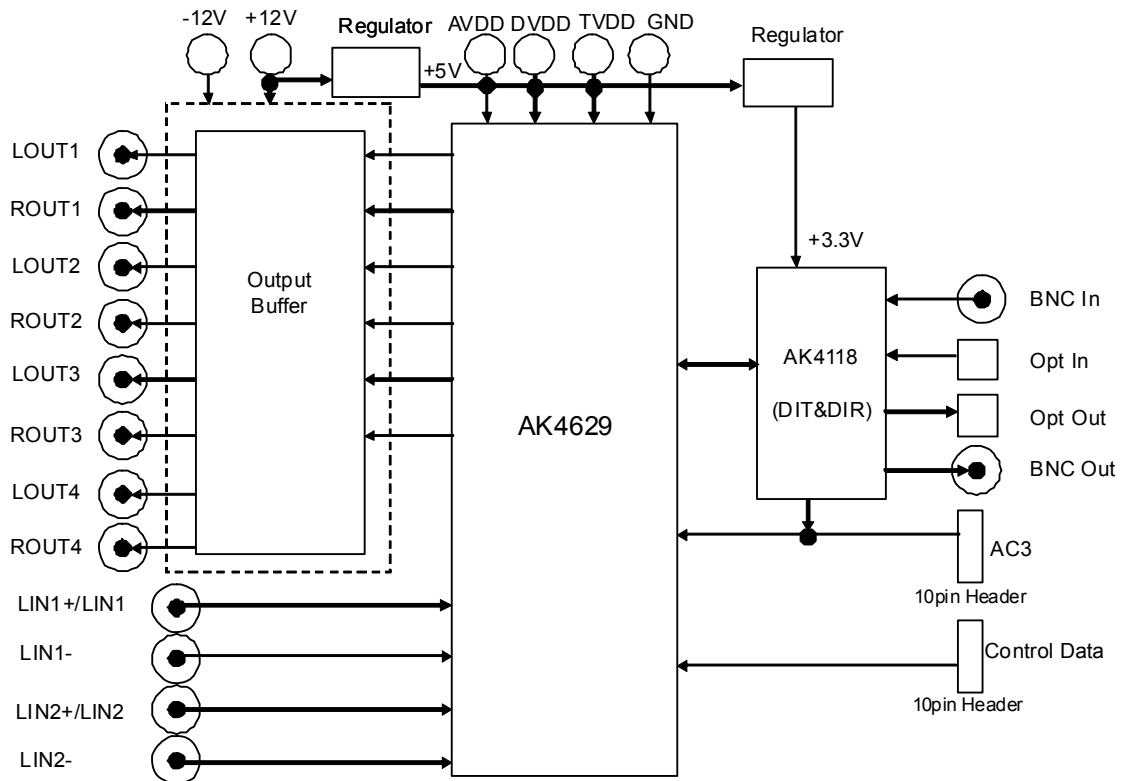 -12V
+12V
Regulator
AVDD
DVDD
TVDD
GND
Regulator
+5V
LOUT1
ROUT1
LOUT2
ROUT2
LOUT3
ROUT3
LOUT4
ROUT4
LIN1+/LIN1
LIN1-
LIN2+/LIN2
LIN2-
Output
Buffer
AK4629
+3.3V
AK4118
(DIT&DIR)
BNC In
Opt In
Opt Out
BNC Out
AC3
10pin Header
Control Data
10pin Header